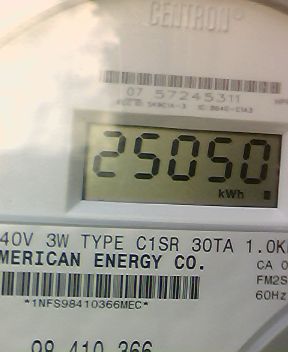 CENTRON®
07 57245311
25050
kWh
40V 3W TYPE C1SR 30TA 1.0K
MERICAN ENERGY CO.
CA 0
FM2S
60Hz
*1NFS98410366MEC*
98 410 366